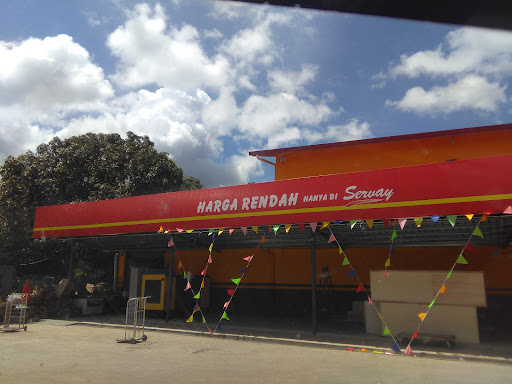 HARGA RENDAH HANYA DI Servay